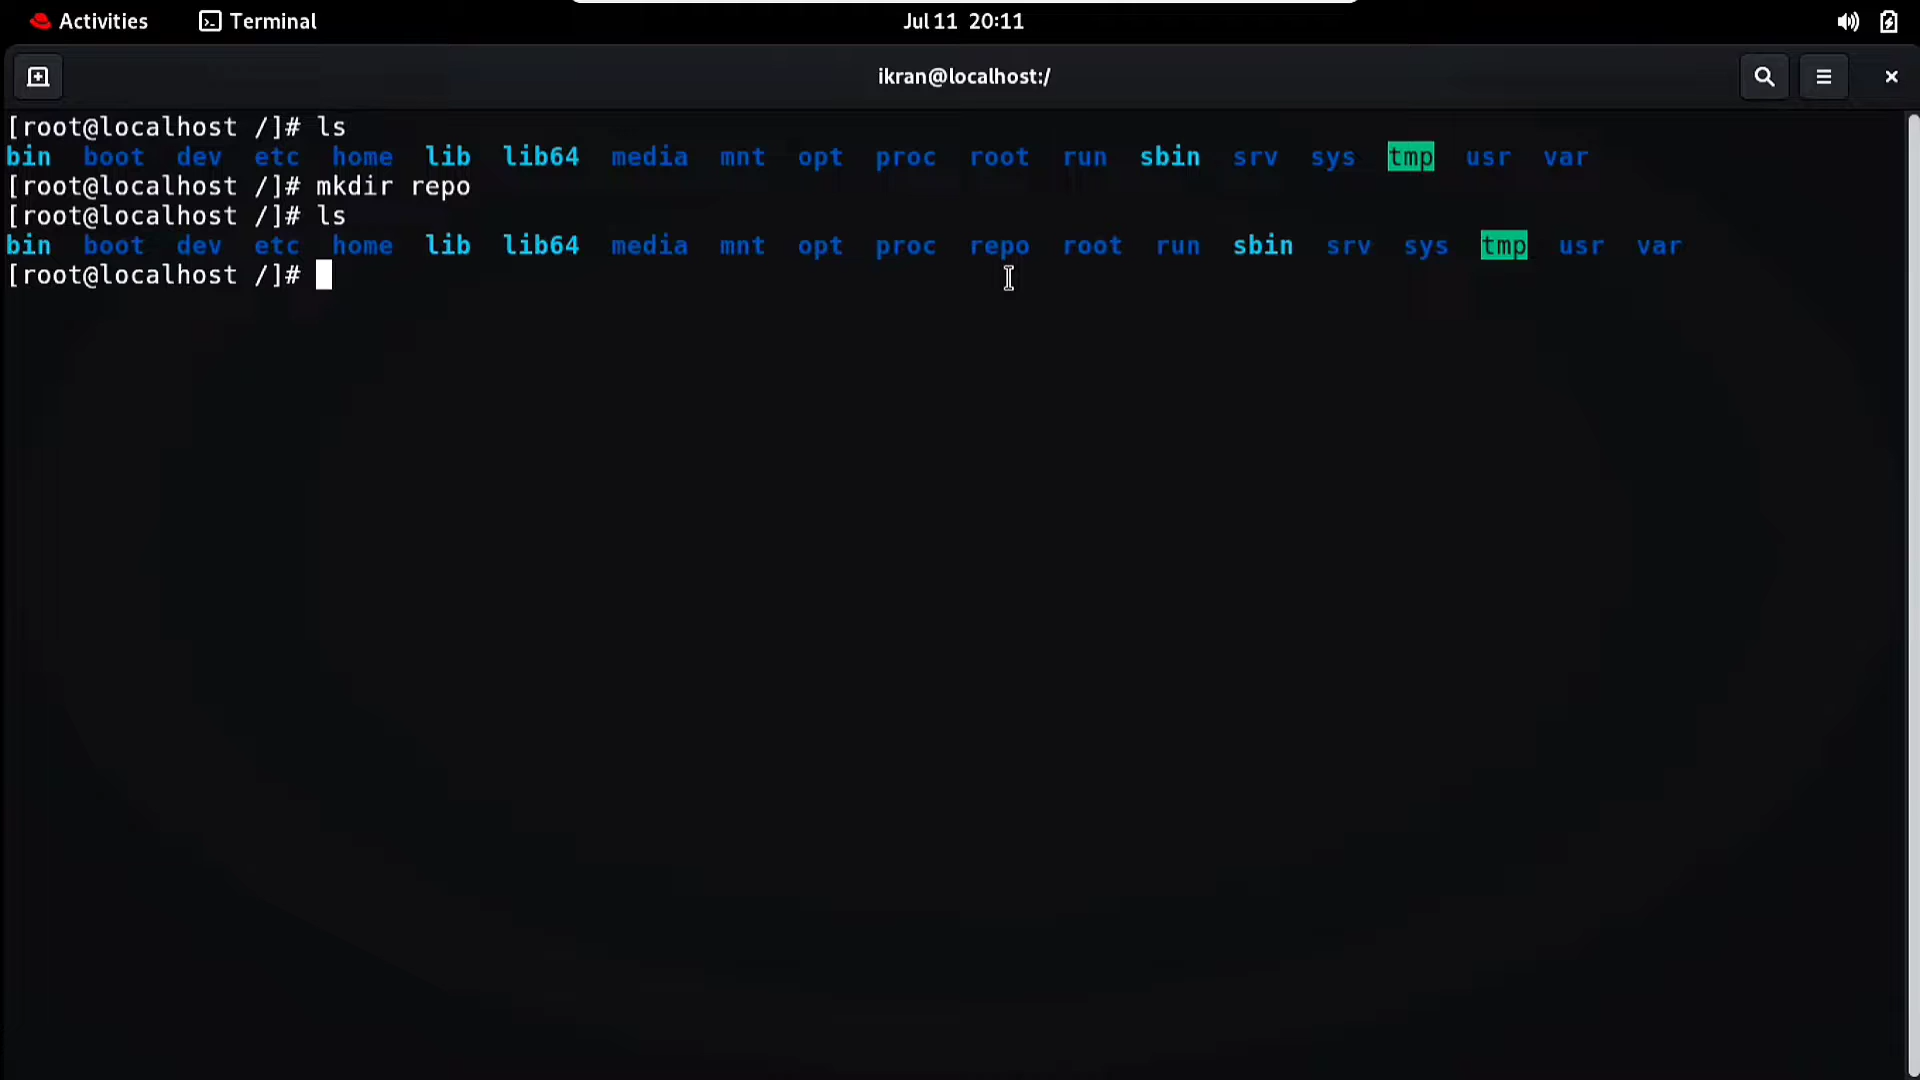 Activities Terminal Jul 11 20:11
ikran@localhost:/
[root@localhost /]# ls
bin boot dev etc home lib lib64 media mnt opt proc root run sbin srv sys tmp usr var
[root@localhost /]# mkdir repo
[root@localhost /]# ls
bin boot dev etc home lib lib64 media mnt opt proc repo root run sbin srv sys tmp usr var
[root@localhost /]#